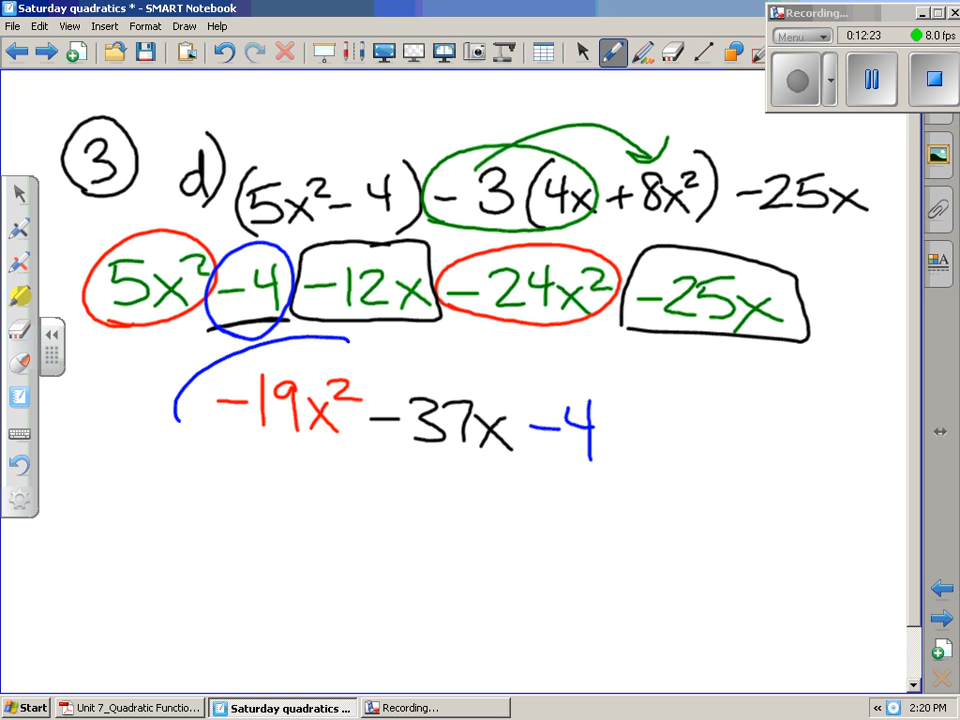 Saturday quadratics * - SMART Notebook
File Edit View Insert Format Draw Help
Recording...
Menu
0:12:23
8.0 fps
3 d) (5x² - 4) - 3(4x + 8x²) - 25x
5x² - 4 - 12x - 24x² - 25x
-19x² - 37x - 4
Start
Unit 7_Quadratic Functio...
Saturday quadratics ...
Recording...
2:20 PM